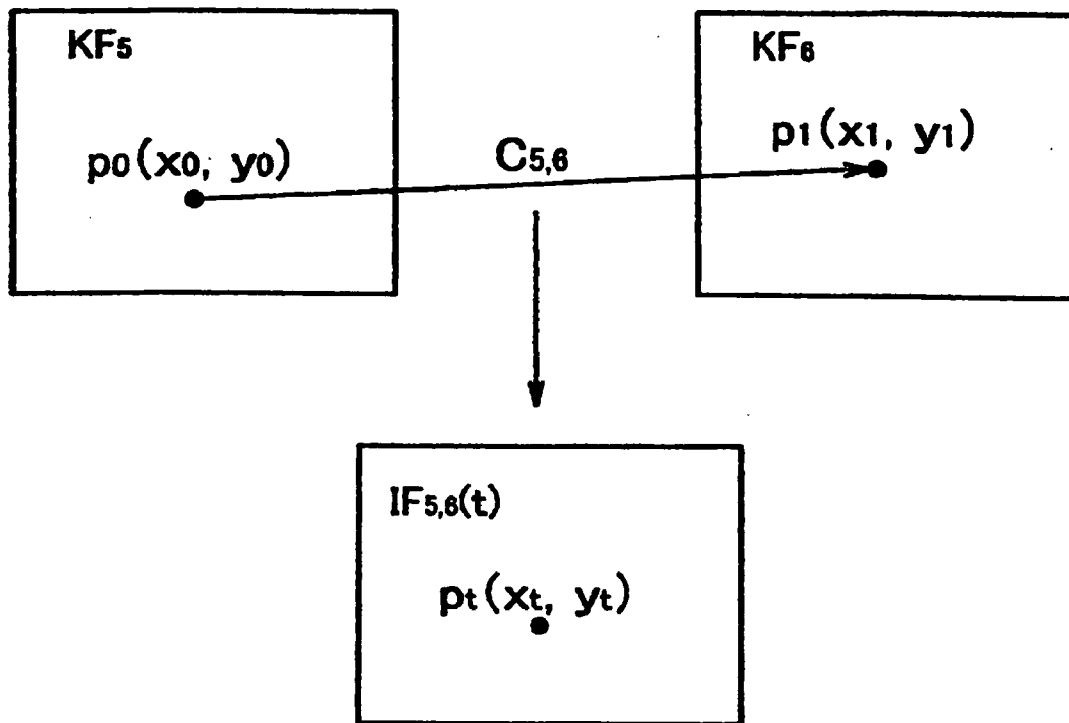 KF5
KF6
p0(x0, y0)
C5,6
p1(x1, y1)
IF5,6(t)
pt(xt, yt)